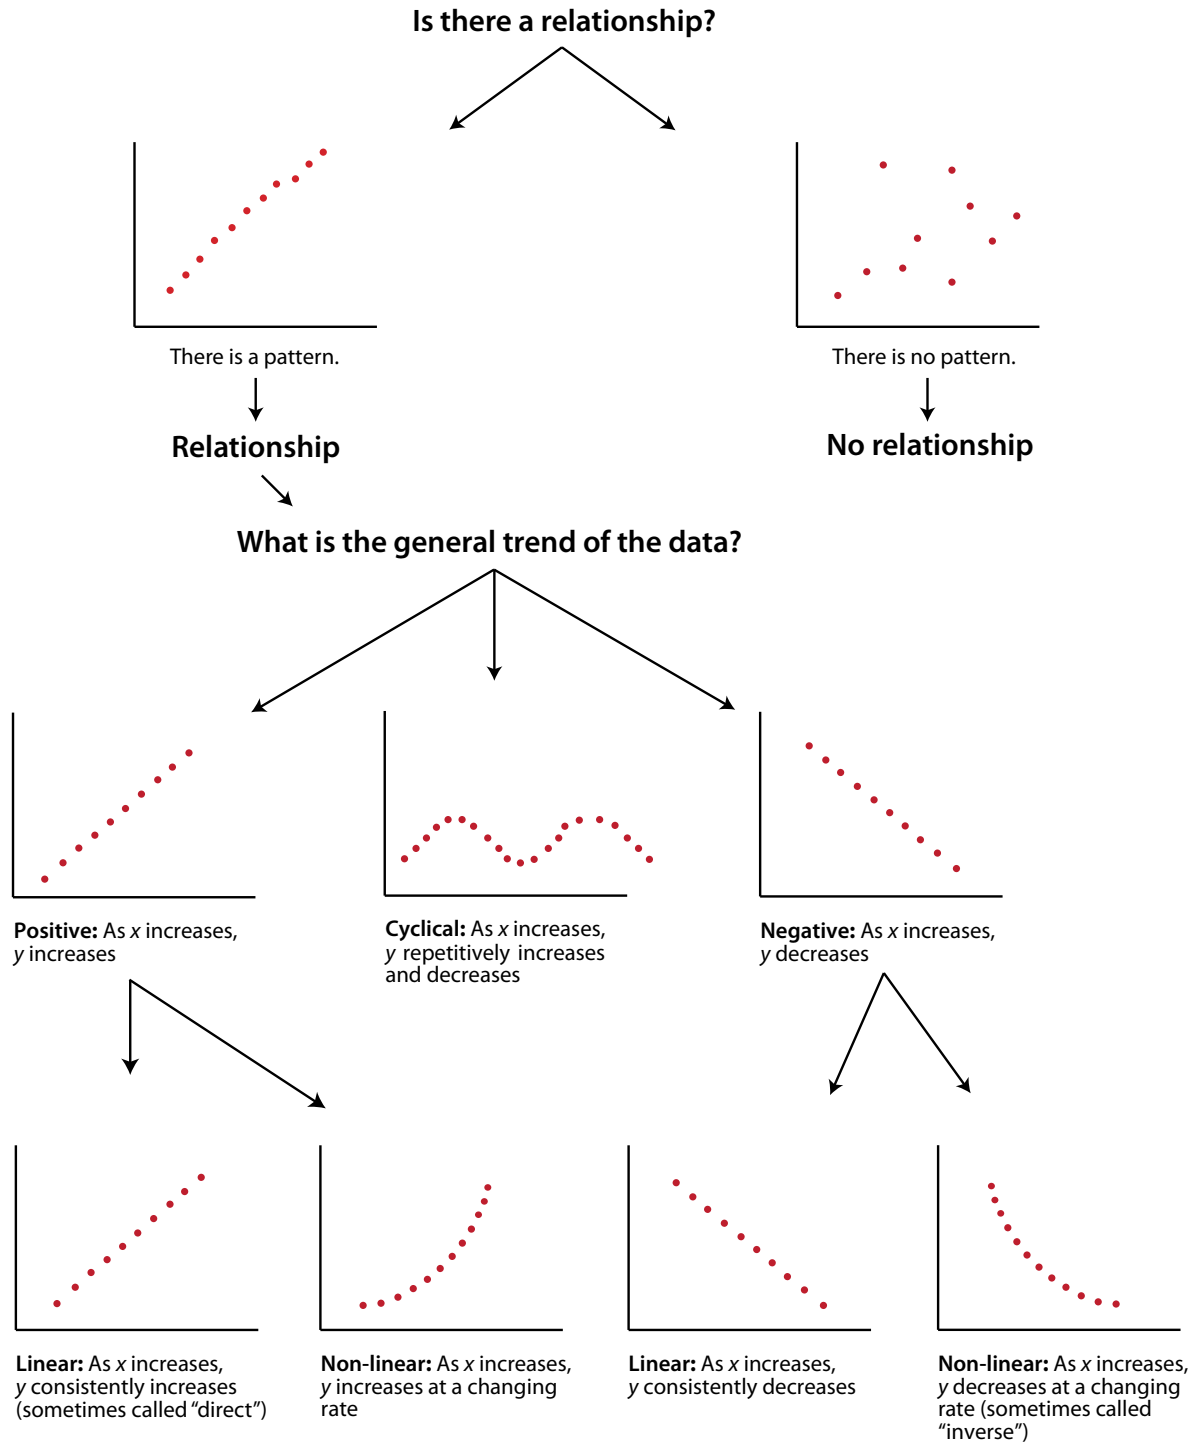 Is there a relationship?
There is a pattern.
There is no pattern.
Relationship
No relationship
What is the general trend of the data?
Positive: As x increases,
y increases
Cyclical: As x increases,
y repetitively increases
and decreases
Negative: As x increases,
y decreases
Linear: As x increases,
y consistently increases
(sometimes called “direct”)
Non-linear: As x increases,
y increases at a changing
rate
Linear: As x increases,
y consistently decreases
Non-linear: As x increases,
y decreases at a changing
rate (sometimes called
“inverse”)